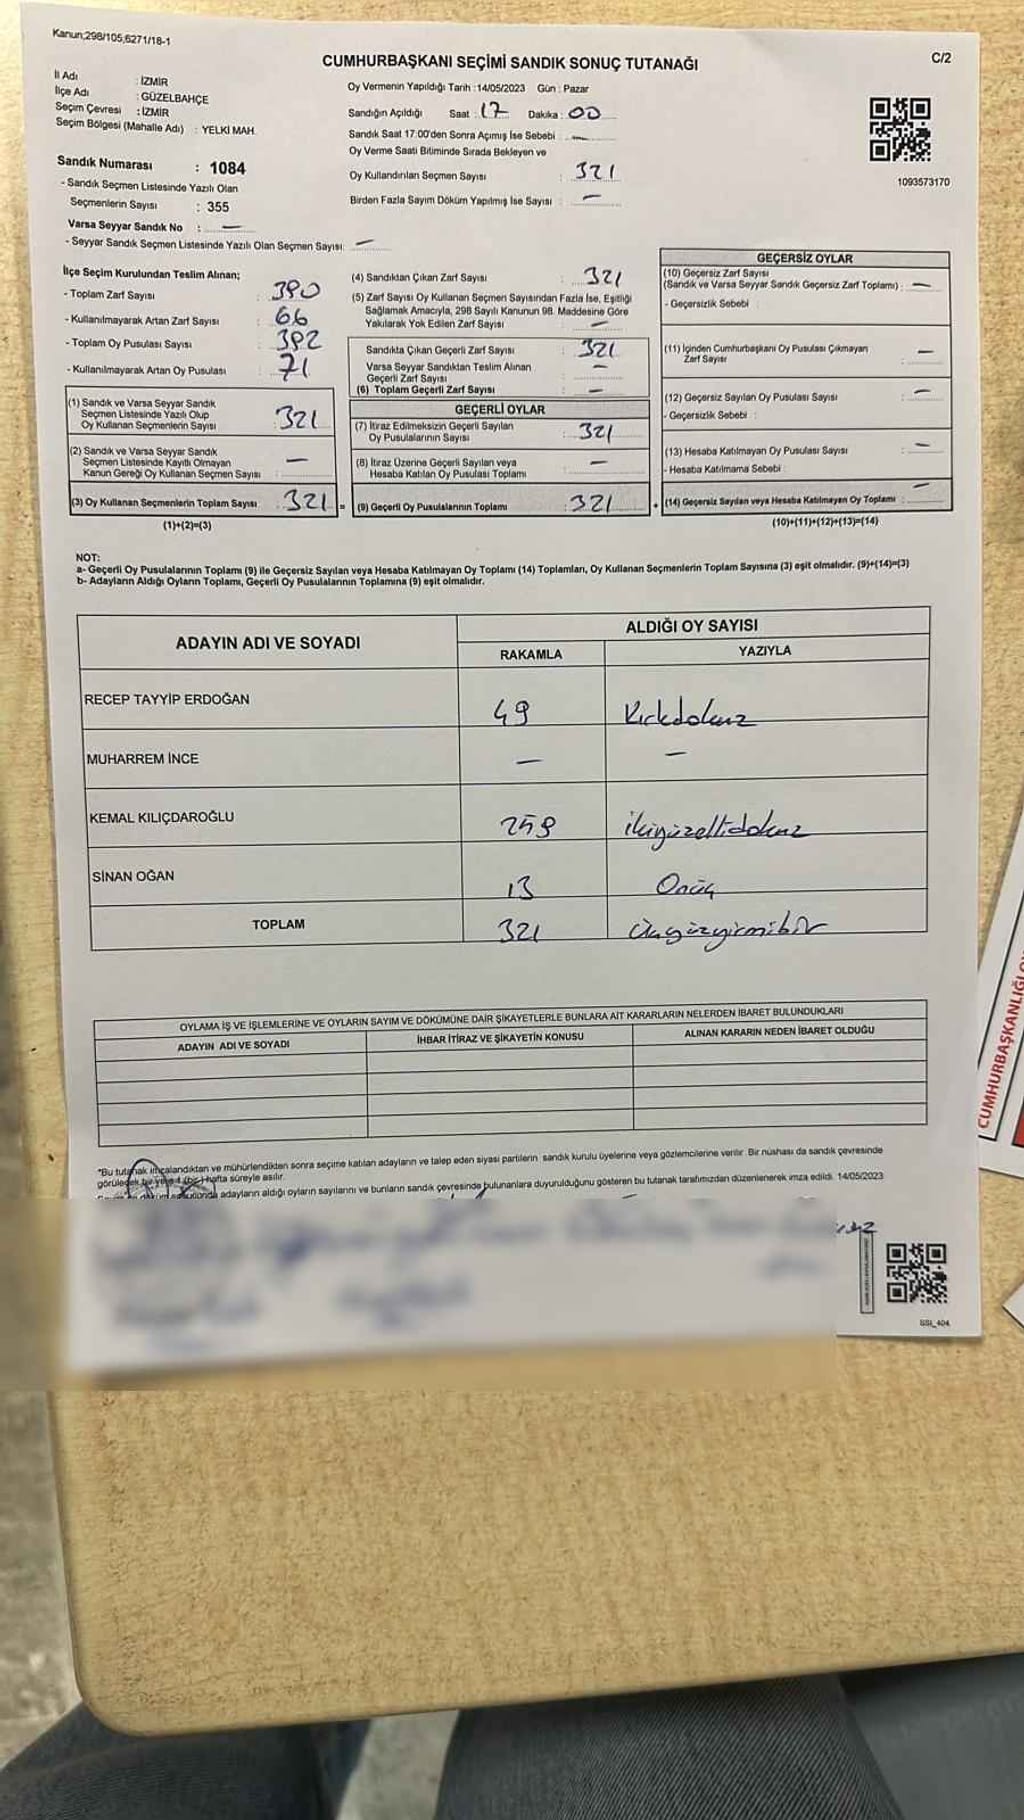 Kanun;298/105,6271/18-1
C/2
CUMHURBAŞKANI SEÇİMİ SANDIK SONUÇ TUTANAĞI
İl Adı : İZMİR
İlçe Adı : GÜZELBAHÇE
Seçim Çevresi : İZMİR
Seçim Bölgesi (Mahalle Adı) : YELKİ MAH.
Sandık Numarası : 1084
- Sandık Seçmen Listesinde Yazılı Olan
Seçmenlerin Sayısı : 355
Varsa Seyyar Sandık No : —
- Seyyar Sandık Seçmen Listesinde Yazılı Olan Seçmen Sayısı: —
Oy Vermenin Yapıldığı Tarih :14/05/2023 Gün : Pazar
Sandığın Açıldığı Saat : 17 Dakika : 00
Sandık Saat 17:00'den Sonra Açımış İse Sebebi : —
Oy Verme Saati Bitiminde Sırada Bekleyen ve
Oy Kullandırılan Seçmen Sayısı : 321
Birden Fazla Sayım Döküm Yapılmış İse Sayısı : —
1093573170
İlçe Seçim Kurulundan Teslim Alınan;
- Toplam Zarf Sayısı : 390
- Kullanılmayarak Artan Zarf Sayısı : 66
- Toplam Oy Pusulası Sayısı : 392
- Kullanılmayarak Artan Oy Pusulası : 71
(1) Sandık ve Varsa Seyyar Sandık
Seçmen Listesinde Yazılı Olup
Oy Kullanan Seçmenlerin Sayısı : 321
(2) Sandık ve Varsa Seyyar Sandık
Seçmen Listesinde Kayıtlı Olmayan
Kanun Gereği Oy Kullanan Seçmen Sayısı : —
(3) Oy Kullanan Seçmenlerin Toplam Sayısı : 321 =
(1)+(2)=(3)
(4) Sandıktan Çıkan Zarf Sayısı : 321
(5) Zarf Sayısı Oy Kullanan Seçmen Sayısından Fazla İse, Eşitliği
Sağlamak Amacıyla, 298 Sayılı Kanunun 98. Maddesine Göre
Yakılarak Yok Edilen Zarf Sayısı : —
Sandıkta Çıkan Geçerli Zarf Sayısı : 321
Varsa Seyyar Sandıktan Teslim Alınan
Geçerli Zarf Sayısı : —
(6) Toplam Geçerli Zarf Sayısı : —
GEÇERLİ OYLAR
(7) İtiraz Edilmeksizin Geçerli Sayılan
Oy Pusulalarının Sayısı : 321
(8) İtiraz Üzerine Geçerli Sayılan veya
Hesaba Katılan Oy Pusulası Toplamı : —
(9) Geçerli Oy Pusulalarının Toplamı : 321 +
GEÇERSİZ OYLAR
(10) Geçersiz Zarf Sayısı
(Sandık ve Varsa Seyyar Sandık Geçersiz Zarf Toplamı) : —
- Geçersizlik Sebebi :
(11) İçinden Cumhurbaşkanı Oy Pusulası Çıkmayan
Zarf Sayısı : —
(12) Geçersiz Sayılan Oy Pusulası Sayısı : —
- Geçersizlik Sebebi :
(13) Hesaba Katılmayan Oy Pusulası Sayısı : —
- Hesaba Katılmama Sebebi :
(14) Geçersiz Sayılan veya Hesaba Katılmayan Oy Toplamı : —
(10)+(11)+(12)+(13)=(14)
NOT:
a- Geçerli Oy Pusulalarının Toplamı (9) ile Geçersiz Sayılan veya Hesaba Katılmayan Oy Toplamı (14) Toplamları, Oy Kullanan Seçmenlerin Toplam Sayısına (3) eşit olmalıdır. (9)+(14)=(3)
b- Adayların Aldığı Oyların Toplamı, Geçerli Oy Pusulalarının Toplamına (9) eşit olmalıdır.
ADAYIN ADI VE SOYADI ALDIĞI OY SAYISI
RAKAMLA YAZIYLA
RECEP TAYYİP ERDOĞAN 49 Kırkdokuz
MUHARREM İNCE — —
KEMAL KILIÇDAROĞLU 259 ikiyüzellidokuz
SİNAN OĞAN 13 Onüç
TOPLAM 321 üçyüzyirmibir
OYLAMA İŞ VE İŞLEMLERİNE VE OYLARIN SAYIM VE DÖKÜMÜNE DAİR ŞİKAYETLERLE BUNLARA AİT KARARLARIN NELERDEN İBARET BULUNDUKLARI
ADAYIN ADI VE SOYADI İHBAR İTİRAZ VE ŞİKAYETİN KONUSU ALINAN KARARIN NEDEN İBARET OLDUĞU
*Bu tutanak imzalandıktan ve mühürlendikten sonra seçime katılan adayların ve talep eden siyasi partilerin sandık kurulu üyelerine veya gözlemcilerine verilir. Bir nüshası da sandık çevresinde
görülecek bir yere 1 (bir) hafta süreyle asılır.
adayların aldığı oyların sayılarını ve bunların sandık çevresinde bulunanlara duyurulduğunu gösteren bu tutanak tarafımızdan düzenlenerek imza edildi. 14/05/2023
SSI_404
CUMHURBAŞKANLIĞI